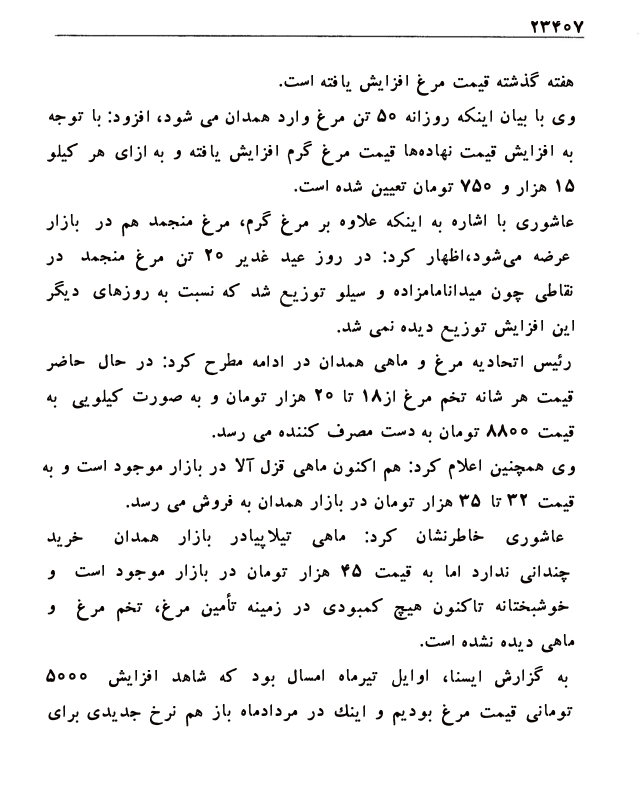 ۲۳۴۰۷
هفته گذشته قیمت مرغ افزایش یافته است.
وی با بیان اینکه روزانه ۵۰ تن مرغ وارد همدان می شود، افزود: با توجه
به افزایش قیمت نهاده‌ها قیمت مرغ گرم افزایش یافته و به ازای هر کیلو
۱۵ هزار و ۷۵۰ تومان تعیین شده است.
عاشوری با اشاره به اینکه علاوه بر مرغ گرم، مرغ منجمد هم در بازار
عرضه می‌شود،اظهار کرد: در روز عید غدیر ۲۰ تن مرغ منجمد در
نقاطی چون میدانامامزاده و سیلو توزیع شد که نسبت به روزهای دیگر
این افزایش توزیع دیده نمی شد.
رئیس اتحادیه مرغ و ماهی همدان در ادامه مطرح کرد: در حال حاضر
قیمت هر شانه تخم مرغ از۱۸ تا ۲۰ هزار تومان و به صورت کیلویی به
قیمت ۸۸۰۰ تومان به دست مصرف کننده می رسد.
وی همچنین اعلام کرد: هم اکنون ماهی قزل آلا در بازار موجود است و به
قیمت ۳۲ تا ۳۵ هزار تومان در بازار همدان به فروش می رسد.
عاشوری خاطرنشان کرد: ماهی تیلاپیادر بازار همدان خرید
چندانی ندارد اما به قیمت ۴۵ هزار تومان در بازار موجود است و
خوشبختانه تاکنون هیچ کمبودی در زمینه تأمین مرغ، تخم مرغ و
ماهی دیده نشده است.
به گزارش ایسنا، اوایل تیرماه امسال بود که شاهد افزایش ۵۰۰۰
تومانی قیمت مرغ بودیم و اینك در مردادماه باز هم نرخ جدیدی برای